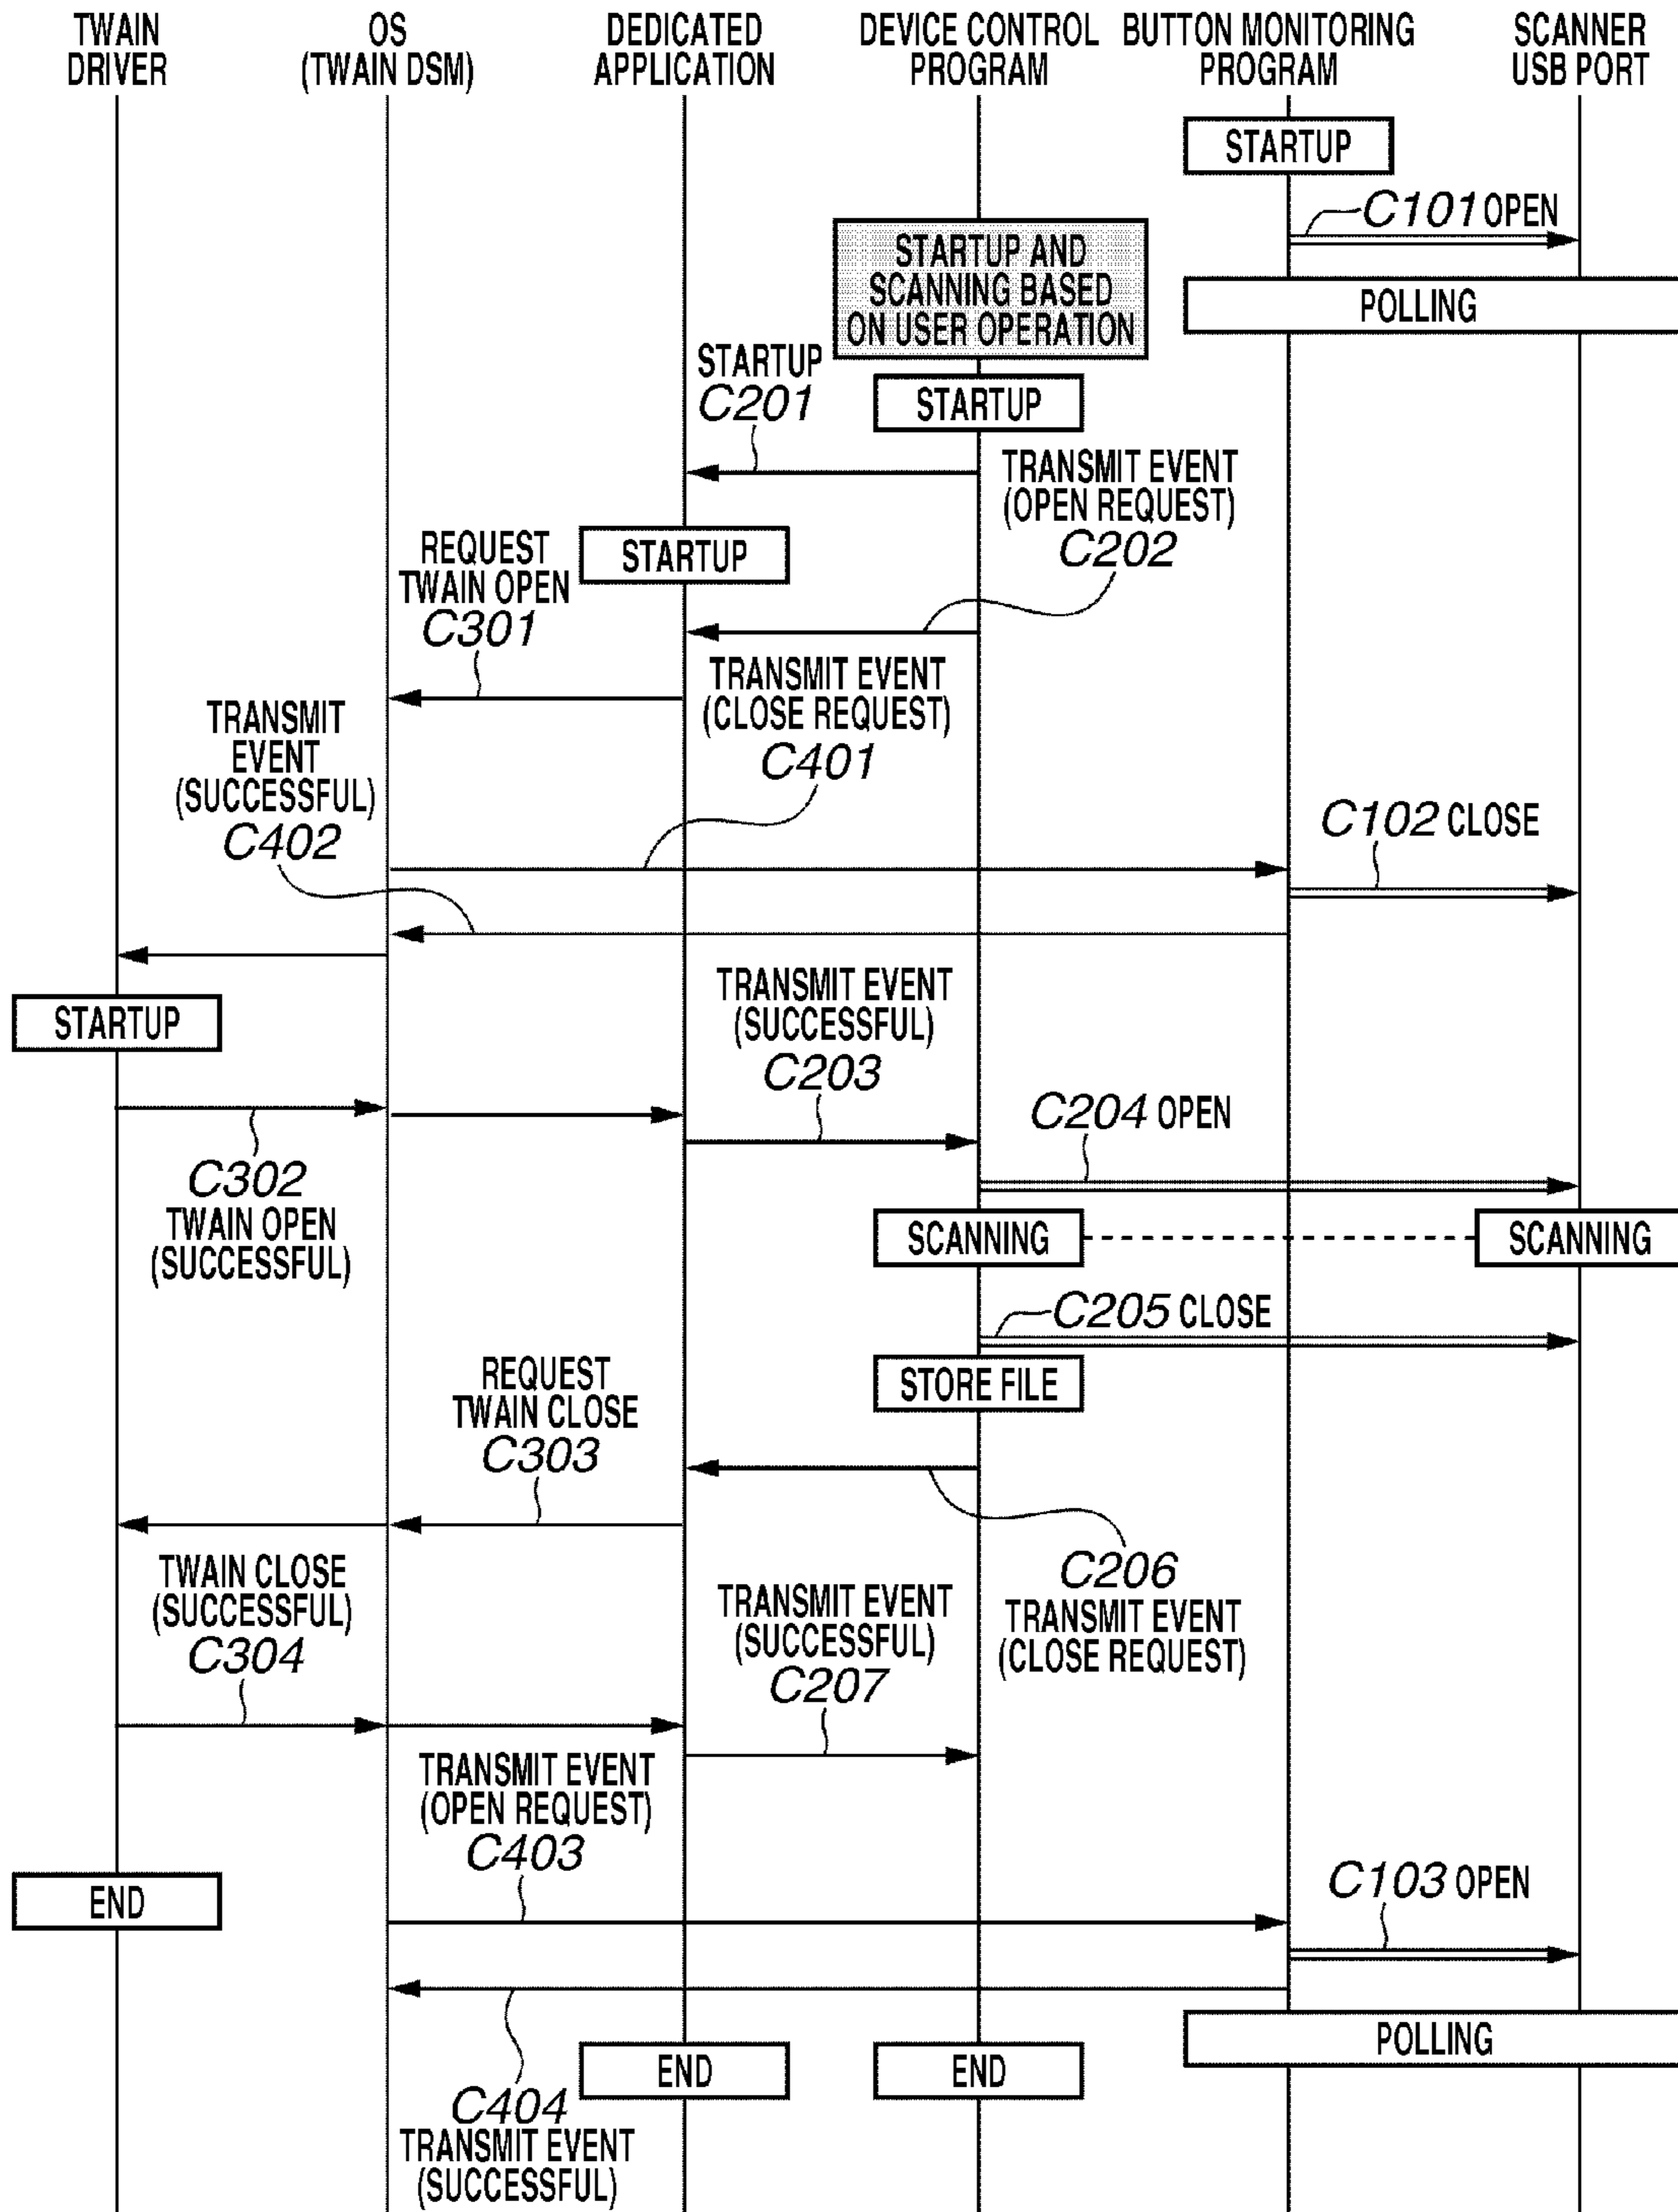 TWAIN
DRIVER
OS
(TWAIN DSM)
DEDICATED
APPLICATION
DEVICE CONTROL
PROGRAM
BUTTON MONITORING
PROGRAM
SCANNER
USB PORT
STARTUP
C101 OPEN
STARTUP AND
SCANNING BASED
ON USER OPERATION
POLLING
STARTUP
C201
STARTUP
TRANSMIT EVENT
(OPEN REQUEST)
C202
STARTUP
REQUEST
TWAIN OPEN
C301
TRANSMIT EVENT
(CLOSE REQUEST)
C401
TRANSMIT
EVENT
(SUCCESSFUL)
C402
C102 CLOSE
STARTUP
TRANSMIT EVENT
(SUCCESSFUL)
C203
C204 OPEN
C302
TWAIN OPEN
(SUCCESSFUL)
SCANNING
SCANNING
C205 CLOSE
STORE FILE
REQUEST
TWAIN CLOSE
C303
C206
TRANSMIT EVENT
(CLOSE REQUEST)
TWAIN CLOSE
(SUCCESSFUL)
C304
TRANSMIT EVENT
(SUCCESSFUL)
C207
TRANSMIT EVENT
(OPEN REQUEST)
C403
END
C103 OPEN
POLLING
END
END
C404
TRANSMIT EVENT
(SUCCESSFUL)